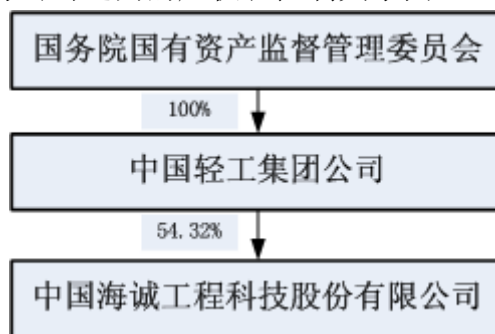 国务院国有资产监督管理委员会
100%
中国轻工集团公司
54.32%
中国海诚工程科技股份有限公司